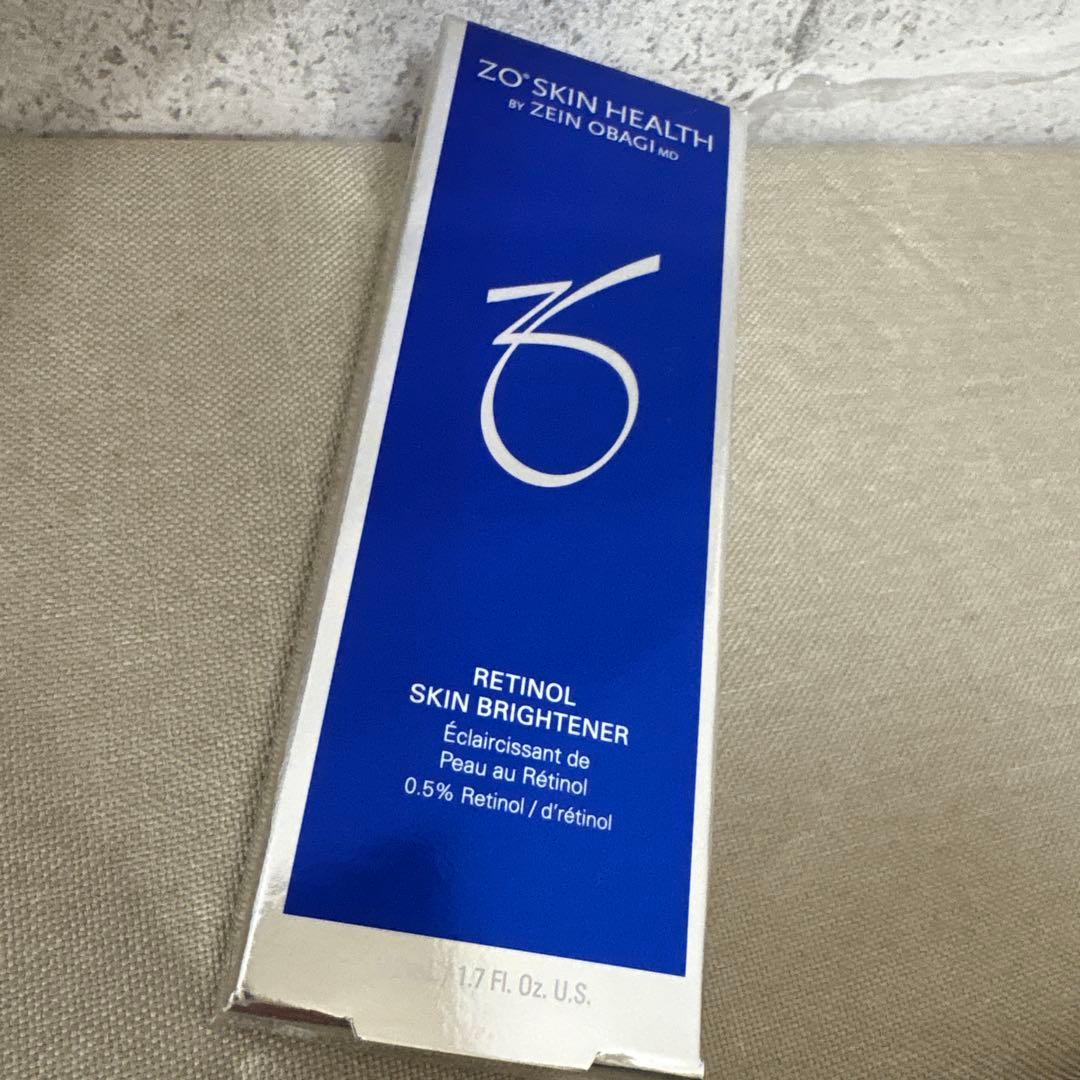 ZO® SKIN HEALTH
BY ZEIN OBAGI MD
RETINOL
SKIN BRIGHTENER
Éclaircissant de
Peau au Rétinol
0.5% Retinol / d'rétinol
/ 1.7 Fl. Oz. U.S.